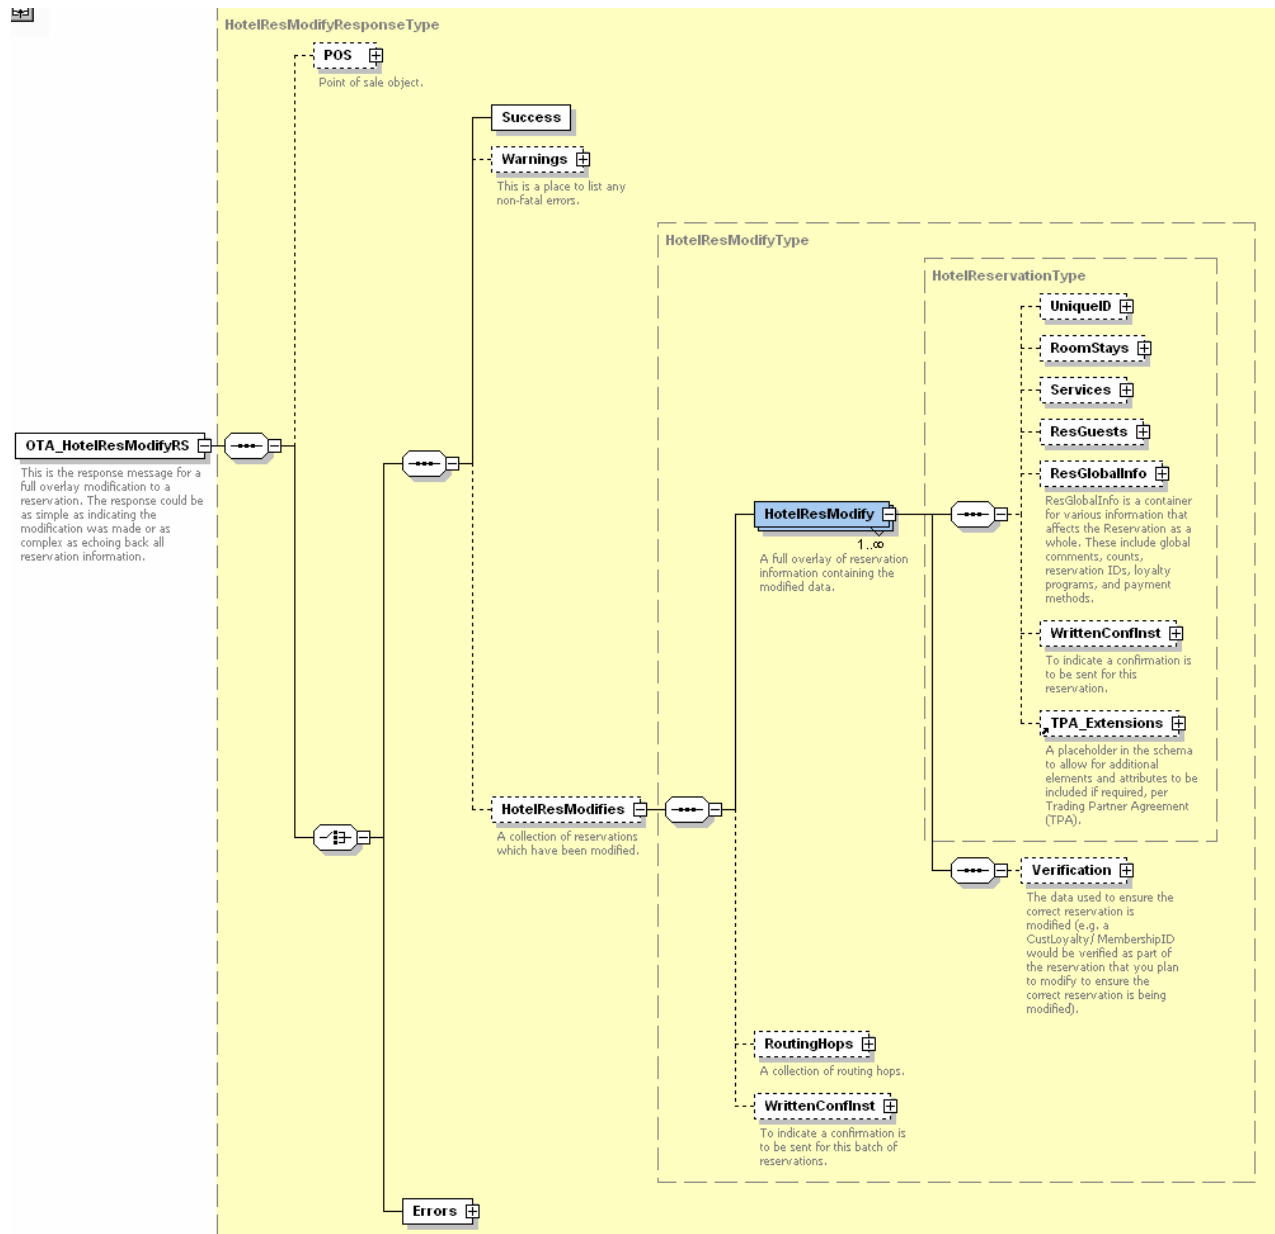 HotelResModifyResponseType
POS
Point of sale object.
Success
Warnings
This is a place to list any
non-fatal errors.
HotelResModifyType
HotelReservationType
UniqueID
RoomStays
Services
ResGuests
ResGlobalInfo
ResGlobalInfo is a container
for various information that
affects the Reservation as a
whole. These include global
comments, counts,
reservation IDs, loyalty
programs, and payment
methods.
OTA_HotelResModifyRS
This is the response message for a
full overlay modification to a
reservation. The response could be
as simple as indicating the
modification was made or as
complex as echoing back all
reservation information.
HotelResModify
1..∞
A full overlay of reservation
information containing the
modified data.
WrittenConfInst
To indicate a confirmation is
to be sent for this
reservation.
TPA_Extensions
A placeholder in the schema
to allow for additional
elements and attributes to be
included if required, per
Trading Partner Agreement
(TPA).
HotelResModifies
A collection of reservations
which have been modified.
Verification
The data used to ensure the
correct reservation is
modified (e.g. a
CustLoyalty/ MembershipID
would be verified as part of
the reservation that you plan
to modify to ensure the
correct reservation is being
modified).
RoutingHops
A collection of routing hops.
WrittenConfInst
To indicate a confirmation is
to be sent for this batch of
reservations.
Errors